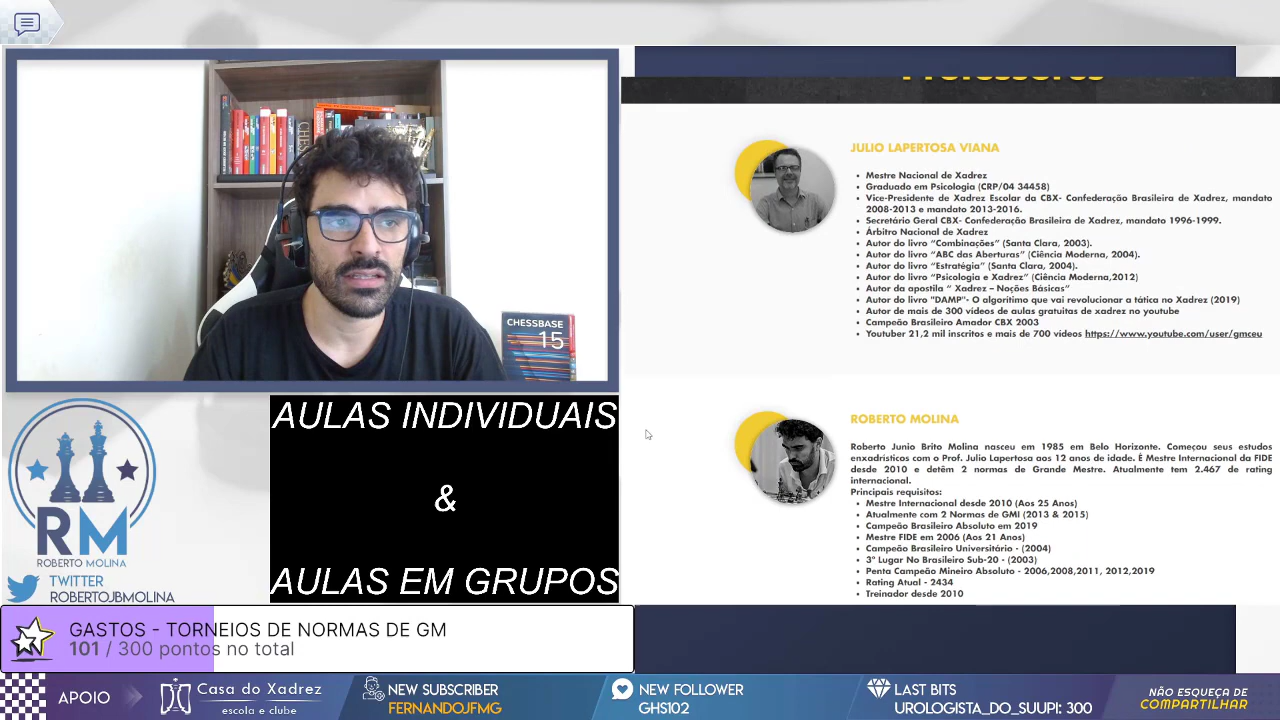 Professores
JULIO LAPERTOSA VIANA
• Mestre Nacional de Xadrez
• Graduado em Psicologia (CRP/04 34458)
• Vice-Presidente de Xadrez Escolar da CBX- Confederação Brasileira de Xadrez, mandato
2008-2013 e mandato 2013-2016.
• Secretário Geral CBX- Confederação Brasileira de Xadrez, mandato 1996-1999.
• Árbitro Nacional de Xadrez
• Autor do livro “Combinações” (Santa Clara, 2003).
• Autor do livro “ABC das Aberturas” (Ciência Moderna, 2004).
• Autor do livro “Estratégia” (Santa Clara, 2004).
• Autor do livro “Psicologia e Xadrez” (Ciência Moderna,2012)
• Autor da apostila “ Xadrez – Noções Básicas”
• Autor do livro "DAMP"- O algorítimo que vai revolucionar a tática no Xadrez (2019)
• Autor de mais de 300 vídeos de aulas gratuitas de xadrez no youtube
• Campeão Brasileiro Amador CBX 2003
• Youtuber 21,2 mil inscritos e mais de 700 vídeos https://www.youtube.com/user/gmceu
CHESSBASE
15
ROBERTO MOLINA
Roberto Junio Brito Molina nasceu em 1985 em Belo Horizonte. Começou seus estudos
enxadrísticos com o Prof. Julio Lapertosa aos 12 anos de idade. É Mestre Internacional da FIDE
desde 2010 e detêm 2 normas de Grande Mestre. Atualmente tem 2.467 de rating
internacional.
Principais requisitos:
• Mestre Internacional desde 2010 (Aos 25 Anos)
• Atualmente com 2 Normas de GMI (2013 & 2015)
• Campeão Brasileiro Absoluto em 2019
• Mestre FIDE em 2006 (Aos 21 Anos)
• Campeão Brasileiro Universitário - (2004)
• 3º Lugar No Brasileiro Sub-20 - (2003)
• Penta Campeão Mineiro Absoluto - 2006,2008,2011, 2012,2019
• Rating Atual - 2434
• Treinador desde 2010
AULAS INDIVIDUAIS
&
AULAS EM GRUPOS
RM
ROBERTO MOLINA
TWITTER
ROBERTOJBMOLINA
GASTOS - TORNEIOS DE NORMAS DE GM
101 / 300 pontos no total
APOIO
Casa do Xadrez
escola e clube
NEW SUBSCRIBER
FERNANDOJFMG
NEW FOLLOWER
GHS102
LAST BITS
UROLOGISTA_DO_SUUPI: 300
NÃO ESQUEÇA DE
COMPARTILHAR